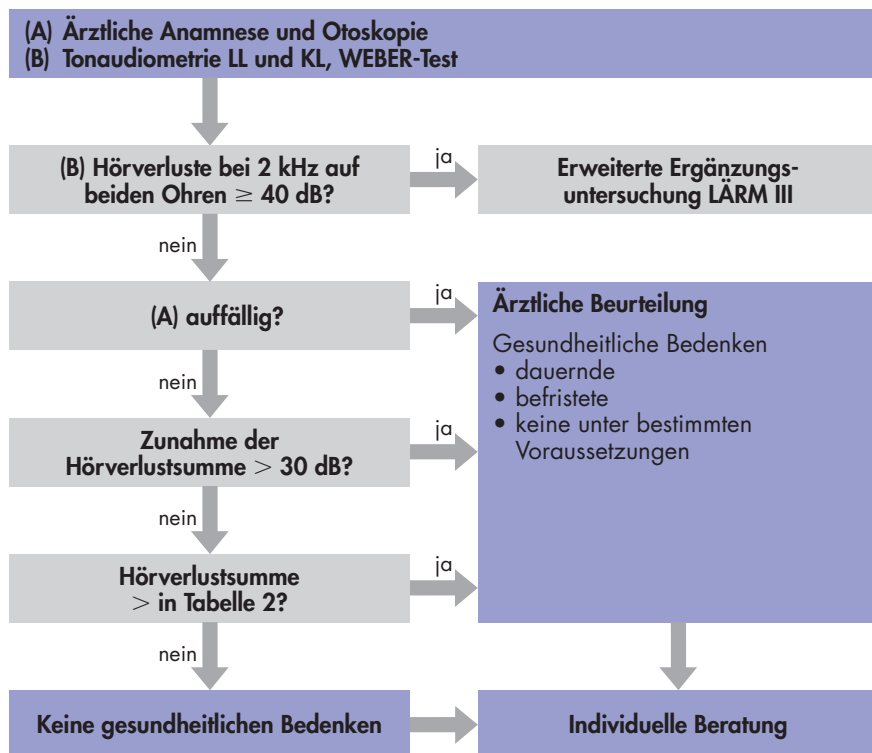 (A) Ärztliche Anamnese und Otoskopie
(B) Tonaudiometrie LL und KL, WEBER-Test
(B) Hörverluste bei 2 kHz auf
beiden Ohren ≥ 40 dB?
ja
Erweiterte Ergänzungs-
untersuchung LÄRM III
nein
(A) auffällig?
ja
Ärztliche Beurteilung
Gesundheitliche Bedenken
• dauernde
• befristete
• keine unter bestimmten
Voraussetzungen
nein
Zunahme der
Hörverlustsumme > 30 dB?
ja
nein
Hörverlustsumme
> in Tabelle 2?
ja
nein
Keine gesundheitlichen Bedenken
Individuelle Beratung